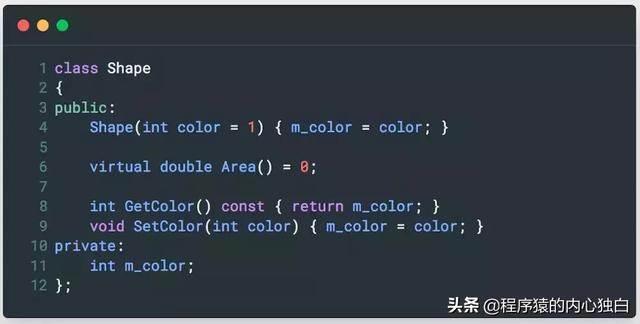 1 class Shape
2 {
3 public:
4     Shape(int color = 1) { m_color = color; }
5
6     virtual double Area() = 0;
7
8     int GetColor() const { return m_color; }
9     void SetColor(int color) { m_color = color; }
10 private:
11     int m_color;
12 };
头条 @程序猿的内心独白